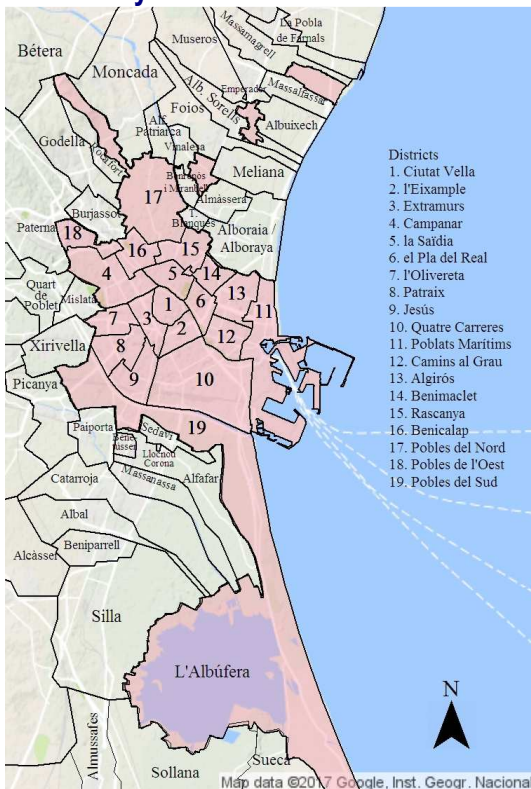 La Pobla
de Farnals
Massamagrell
Museros
Bétera
Moncada
Massalfassar
Emperador
Alb. Sorells
Foios
Albuixech
Alf.
Patriarca
Vinalesa
Godella
Rocafort
Meliana
Bonrepòs
i Mirambell
Almàssera
17
Burjassot
T.
Blanques
Alboraia /
Alboraya
Paterna
18
16
15
4
5
14
13
Quart
de
Poblet
Mislata
6
11
1
7
3
2
12
Xirivella
8
9
10
Picanya
19
Paiporta
Sedaví
Bene-
tússer
Llocnou
Corona
Massanassa
Alfafar
Catarroja
Albal
Beniparrell
Alcàsser
Silla
L'Albúfera
Almussafes
Sollana
Sueca
Districts
1. Ciutat Vella
2. l'Eixample
3. Extramurs
4. Campanar
5. la Saïdia
6. el Pla del Real
7. l'Olivereta
8. Patraix
9. Jesús
10. Quatre Carreres
11. Poblats Marítims
12. Camins al Grau
13. Algirós
14. Benimaclet
15. Rascanya
16. Benicalap
17. Pobles del Nord
18. Pobles de l'Oest
19. Pobles del Sud
N
Map data ©2017 Google, Inst. Geogr. Nacional